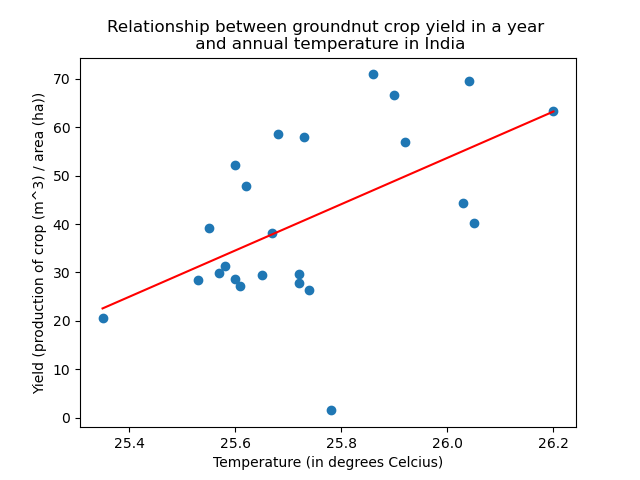 Relationship between groundnut crop yield in a year
and annual temperature in India
Yield (production of crop (m^3) / area (ha))
70
60
50
40
30
20
10
0
25.4 25.6 25.8 26.0 26.2
Temperature (in degrees Celcius)